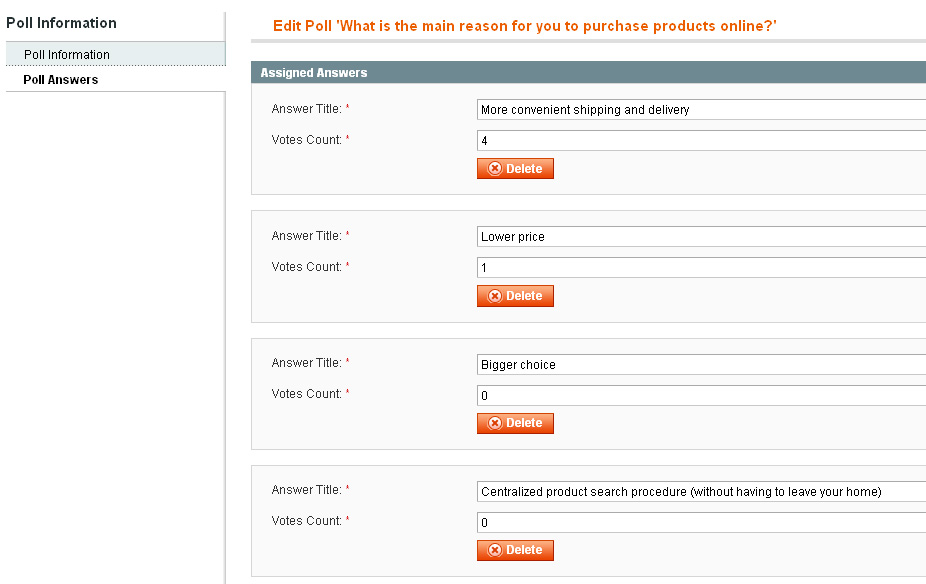 Poll Information
Poll Information
Poll Answers
Edit Poll 'What is the main reason for you to purchase products online?'
Assigned Answers
Answer Title: *
More convenient shipping and delivery
Votes Count: *
4
Delete
Answer Title: *
Lower price
Votes Count: *
1
Delete
Answer Title: *
Bigger choice
Votes Count: *
0
Delete
Answer Title: *
Centralized product search procedure (without having to leave your home)
Votes Count: *
0
Delete